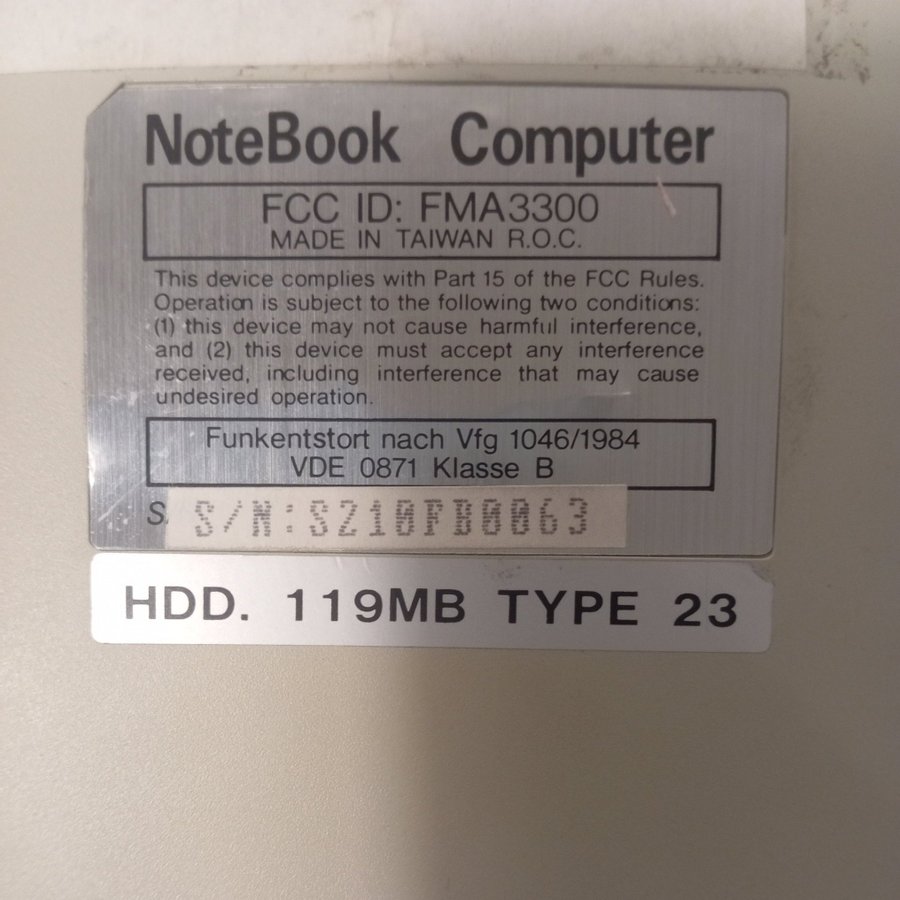 NoteBook Computer
FCC ID: FMA3300
MADE IN TAIWAN R.O.C.
This device complies with Part 15 of the FCC Rules.
Operation is subject to the following two conditions:
(1) this device may not cause harmful interference,
and (2) this device must accept any interference
received, including interference that may cause
undesired operation.
Funkentstort nach Vfg 1046/1984
VDE 0871 Klasse B
S/N:S210FB0063
HDD. 119MB TYPE 23